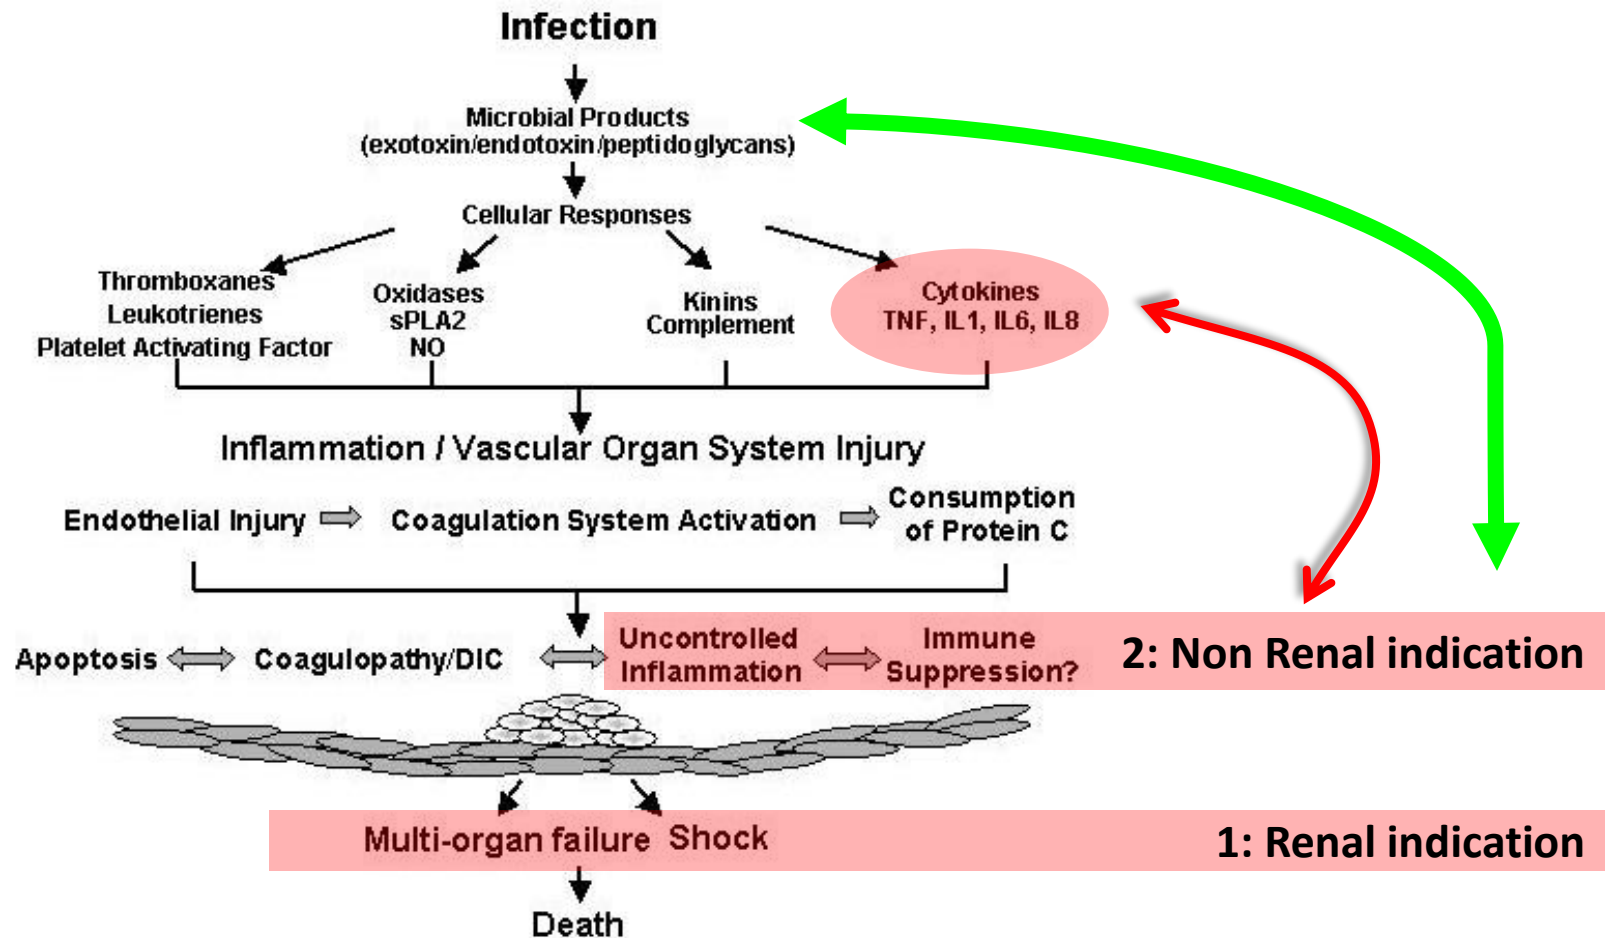 Infection
Microbial Products
(exotoxin/endotoxin/peptidoglycans)
Cellular Responses
Thromboxanes
Leukotrienes
Platelet Activating Factor
Oxidases
sPLA2
NO
Kinins
Complement
Cytokines
TNF, IL1, IL6, IL8
Inflammation / Vascular Organ System Injury
Endothelial Injury
Coagulation System Activation
Consumption
of Protein C
Apoptosis
Coagulopathy/DIC
Uncontrolled
Inflammation
Immune
Suppression?
2: Non Renal indication
Multi-organ failure
Shock
1: Renal indication
Death